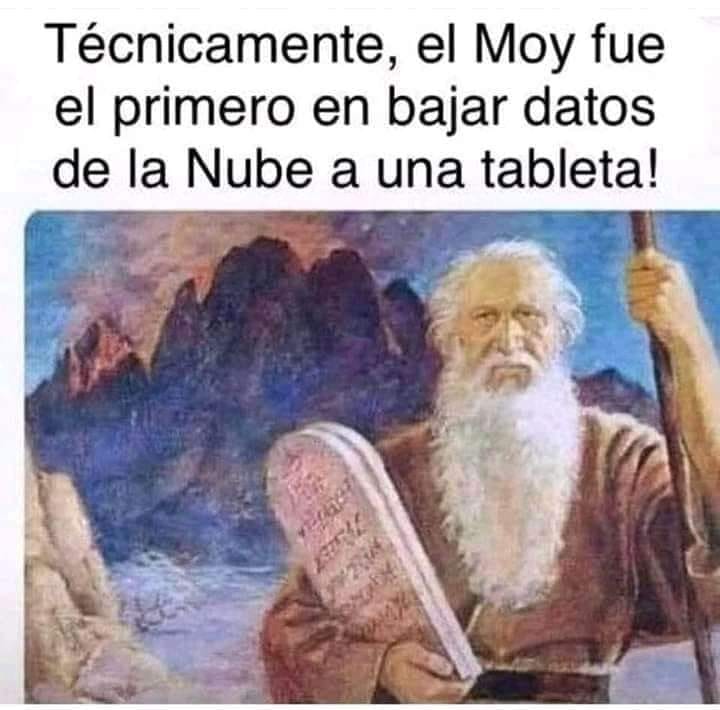 Técnicamente, el Moy fue
el primero en bajar datos
de la Nube a una tableta!